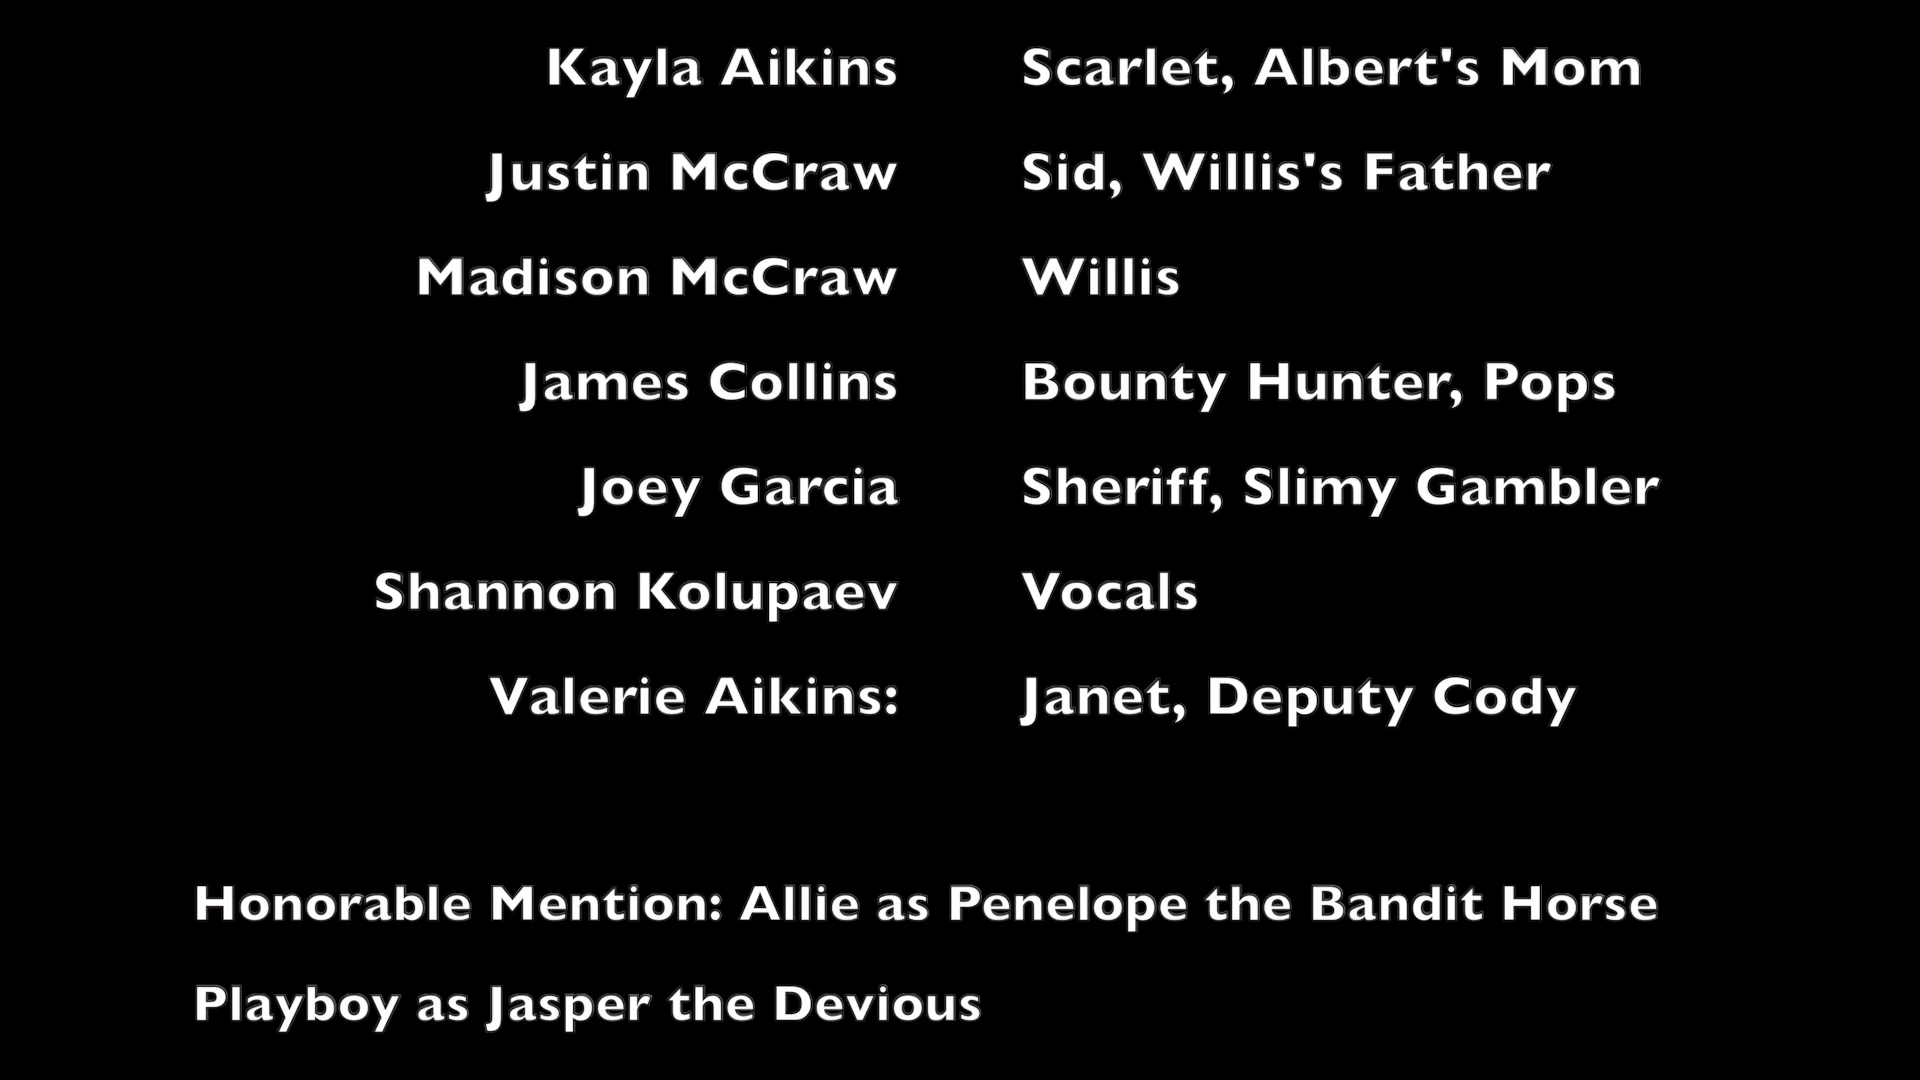 Kayla Aikins Scarlet, Albert's Mom
Justin McCraw Sid, Willis's Father
Madison McCraw Willis
James Collins Bounty Hunter, Pops
Joey Garcia Sheriff, Slimy Gambler
Shannon Kolupaev Vocals
Valerie Aikins: Janet, Deputy Cody
Honorable Mention: Allie as Penelope the Bandit Horse
Playboy as Jasper the Devious